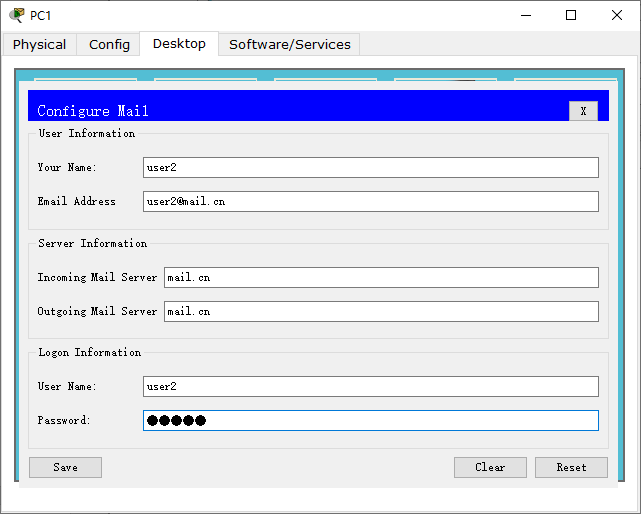 PC1
Physical Config Desktop Software/Services
Configure Mail X
User Information
Your Name: user2
Email Address user2@mail.cn
Server Information
Incoming Mail Server mail.cn
Outgoing Mail Server mail.cn
Logon Information
User Name: user2
Password: ●●●●●
Save Clear Reset